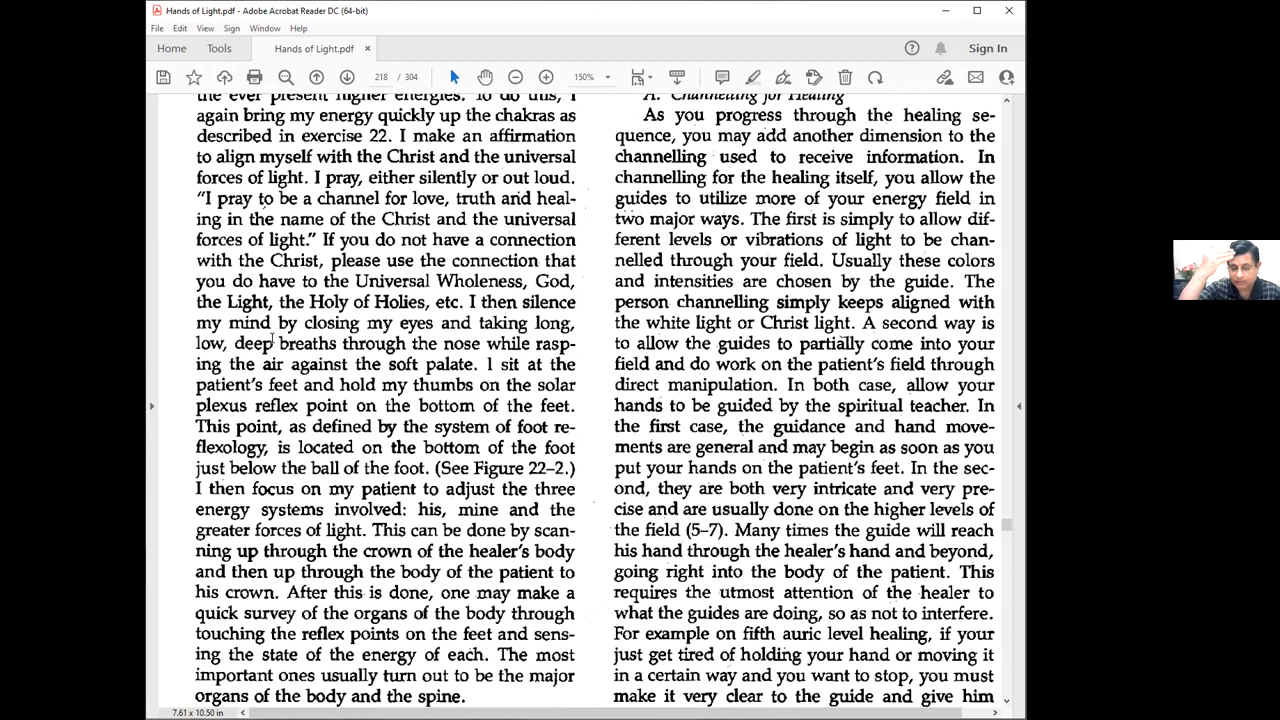 Hands of Light.pdf - Adobe Acrobat Reader DC (64-bit)
File Edit View Sign Window Help
Home Tools Hands of Light.pdf × Sign In
218 / 304 150%
the ever present higher energies. To do this, I
again bring my energy quickly up the chakras as
described in exercise 22. I make an affirmation
to align myself with the Christ and the universal
forces of light. I pray, either silently or out loud.
“I pray to be a channel for love, truth and heal-
ing in the name of the Christ and the universal
forces of light.” If you do not have a connection
with the Christ, please use the connection that
you do have to the Universal Wholeness, God,
the Light, the Holy of Holies, etc. I then silence
my mind by closing my eyes and taking long,
low, deep breaths through the nose while rasp-
ing the air against the soft palate. I sit at the
patient's feet and hold my thumbs on the solar
plexus reflex point on the bottom of the feet.
This point, as defined by the system of foot re-
flexology, is located on the bottom of the foot
just below the ball of the foot. (See Figure 22–2.)
I then focus on my patient to adjust the three
energy systems involved: his, mine and the
greater forces of light. This can be done by scan-
ning up through the crown of the healer's body
and then up through the body of the patient to
his crown. After this is done, one may make a
quick survey of the organs of the body through
touching the reflex points on the feet and sens-
ing the state of the energy of each. The most
important ones usually turn out to be the major
organs of the body and the spine.
A. Channelling for Healing
As you progress through the healing se-
quence, you may add another dimension to the
channelling used to receive information. In
channelling for the healing itself, you allow the
guides to utilize more of your energy field in
two major ways. The first is simply to allow dif-
ferent levels or vibrations of light to be chan-
nelled through your field. Usually these colors
and intensities are chosen by the guide. The
person channelling simply keeps aligned with
the white light or Christ light. A second way is
to allow the guides to partially come into your
field and do work on the patient's field through
direct manipulation. In both case, allow your
hands to be guided by the spiritual teacher. In
the first case, the guidance and hand move-
ments are general and may begin as soon as you
put your hands on the patient's feet. In the sec-
ond, they are both very intricate and very pre-
cise and are usually done on the higher levels of
the field (5–7). Many times the guide will reach
his hand through the healer's hand and beyond,
going right into the body of the patient. This
requires the utmost attention of the healer to
what the guides are doing, so as not to interfere.
For example on fifth auric level healing, if your
just get tired of holding your hand or moving it
in a certain way and you want to stop, you must
make it very clear to the guide and give him
7.61 x 10.50 in